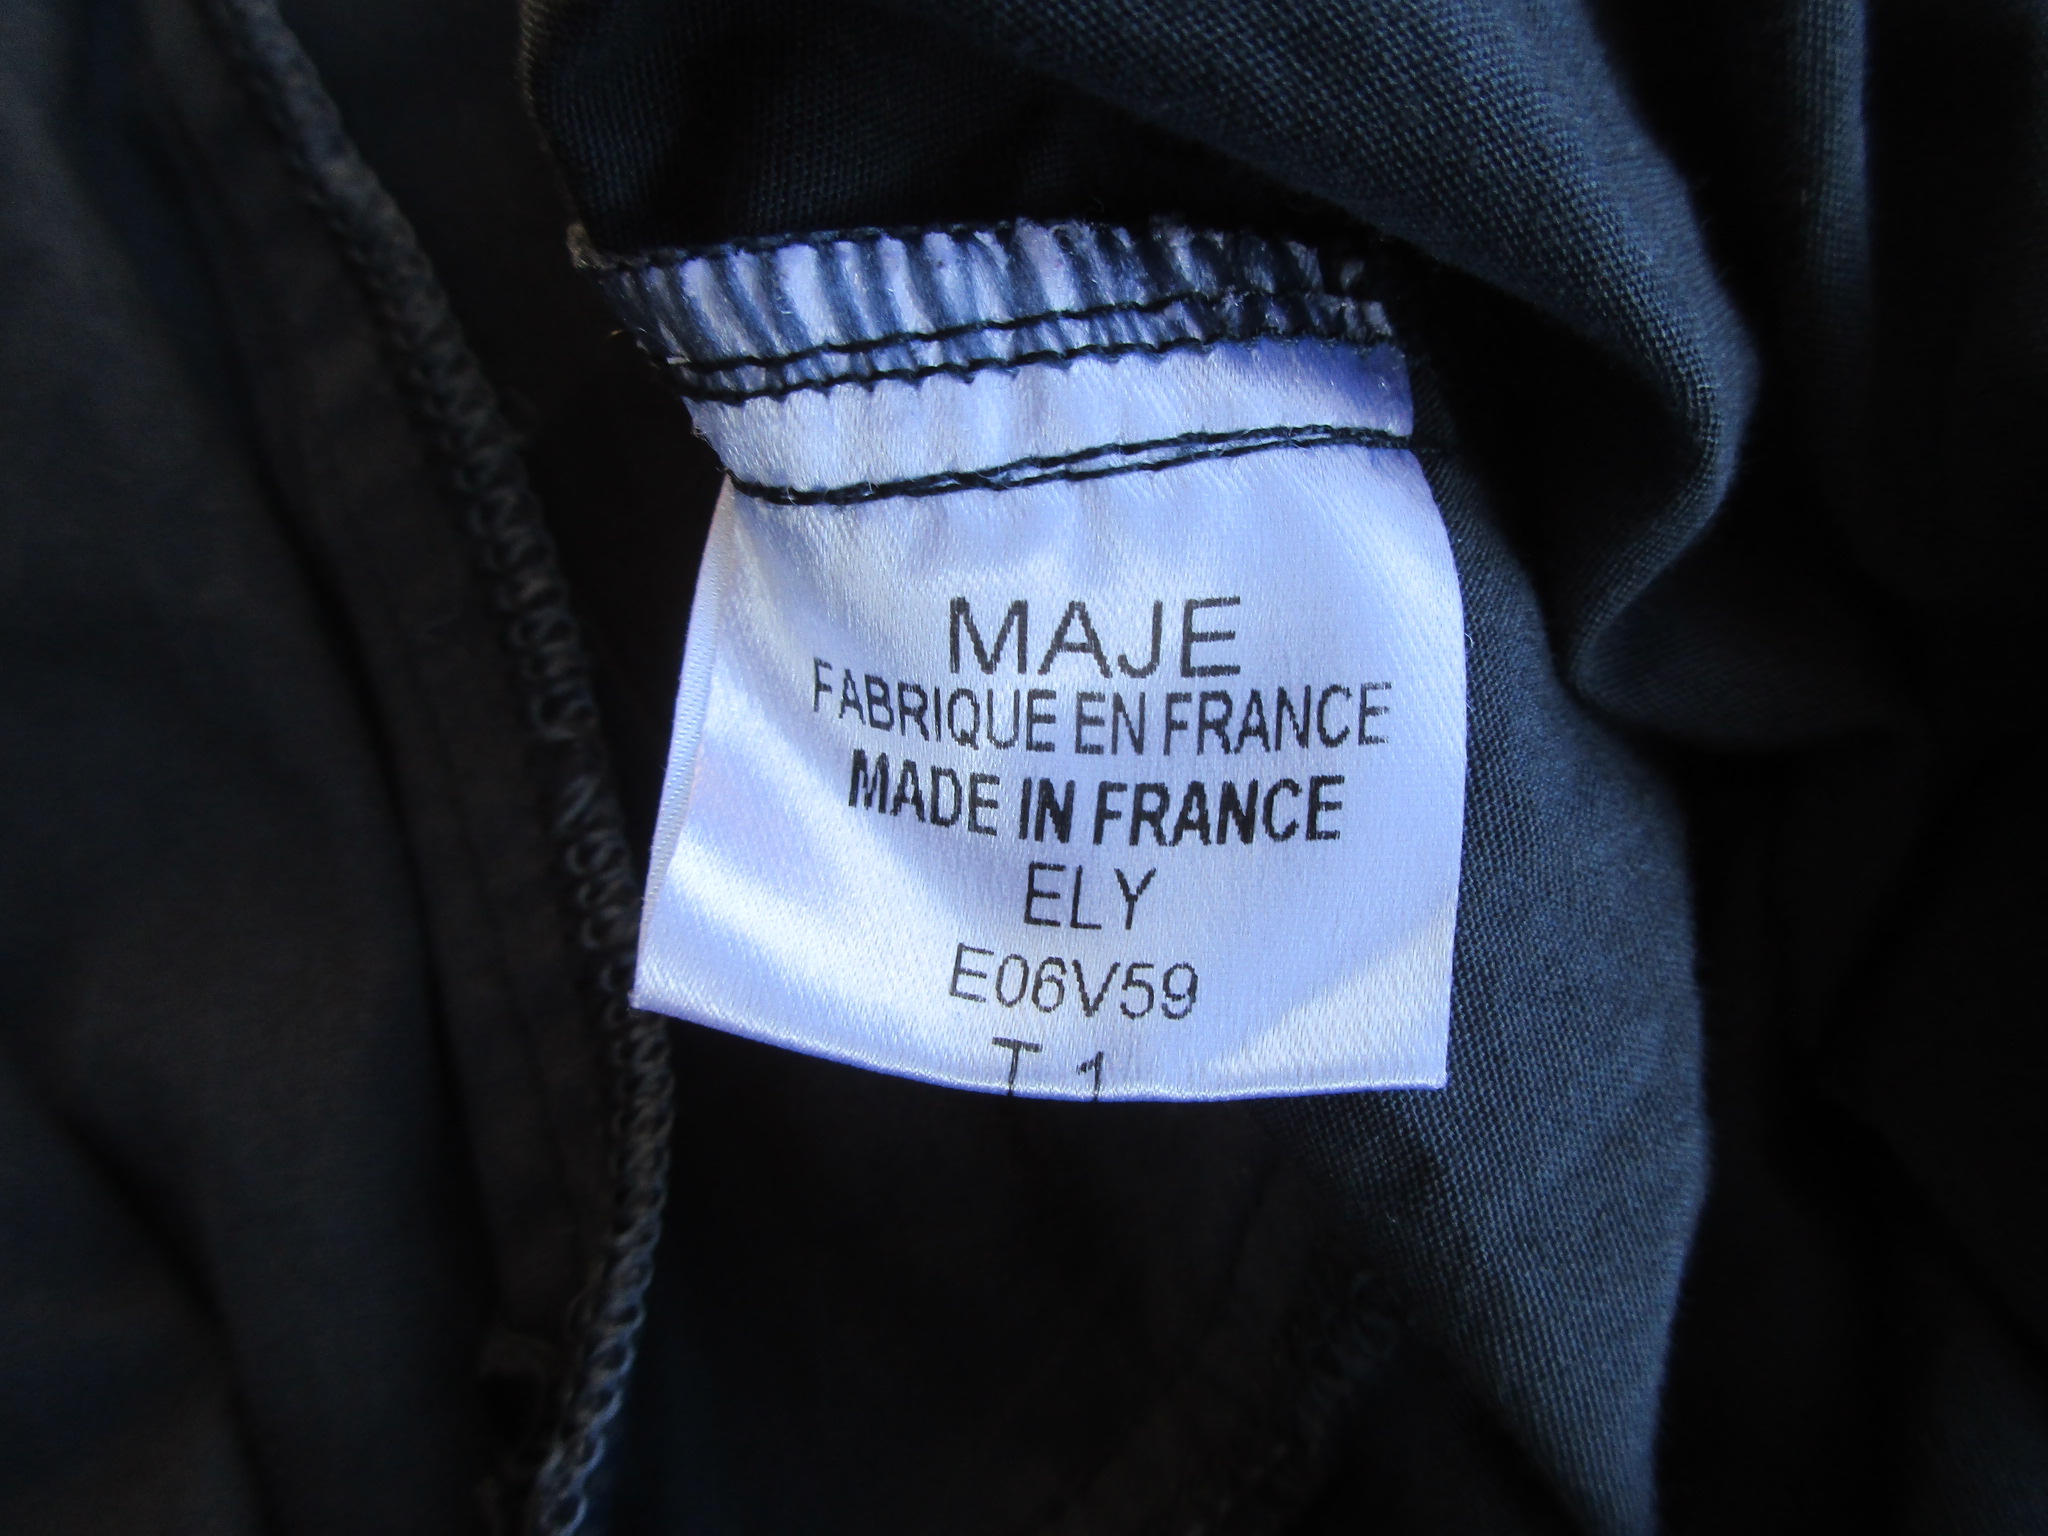 MAJE
FABRIQUE EN FRANCE
MADE IN FRANCE
ELY
E06V59
T 1